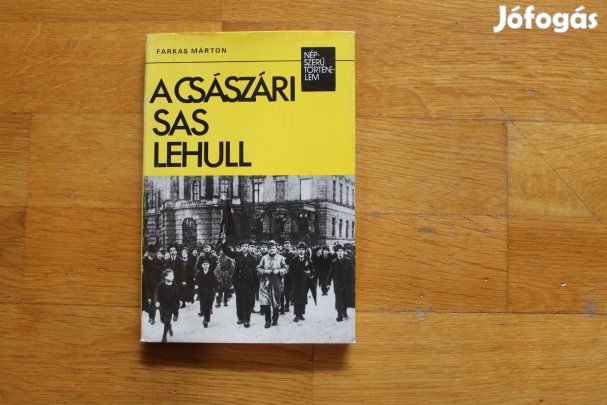 Jófogás
FARKAS MÁRTON
NÉP-
SZERŰ
TÖRTÉNE-
LEM
A CSÁSZÁRI
SAS
LEHULL